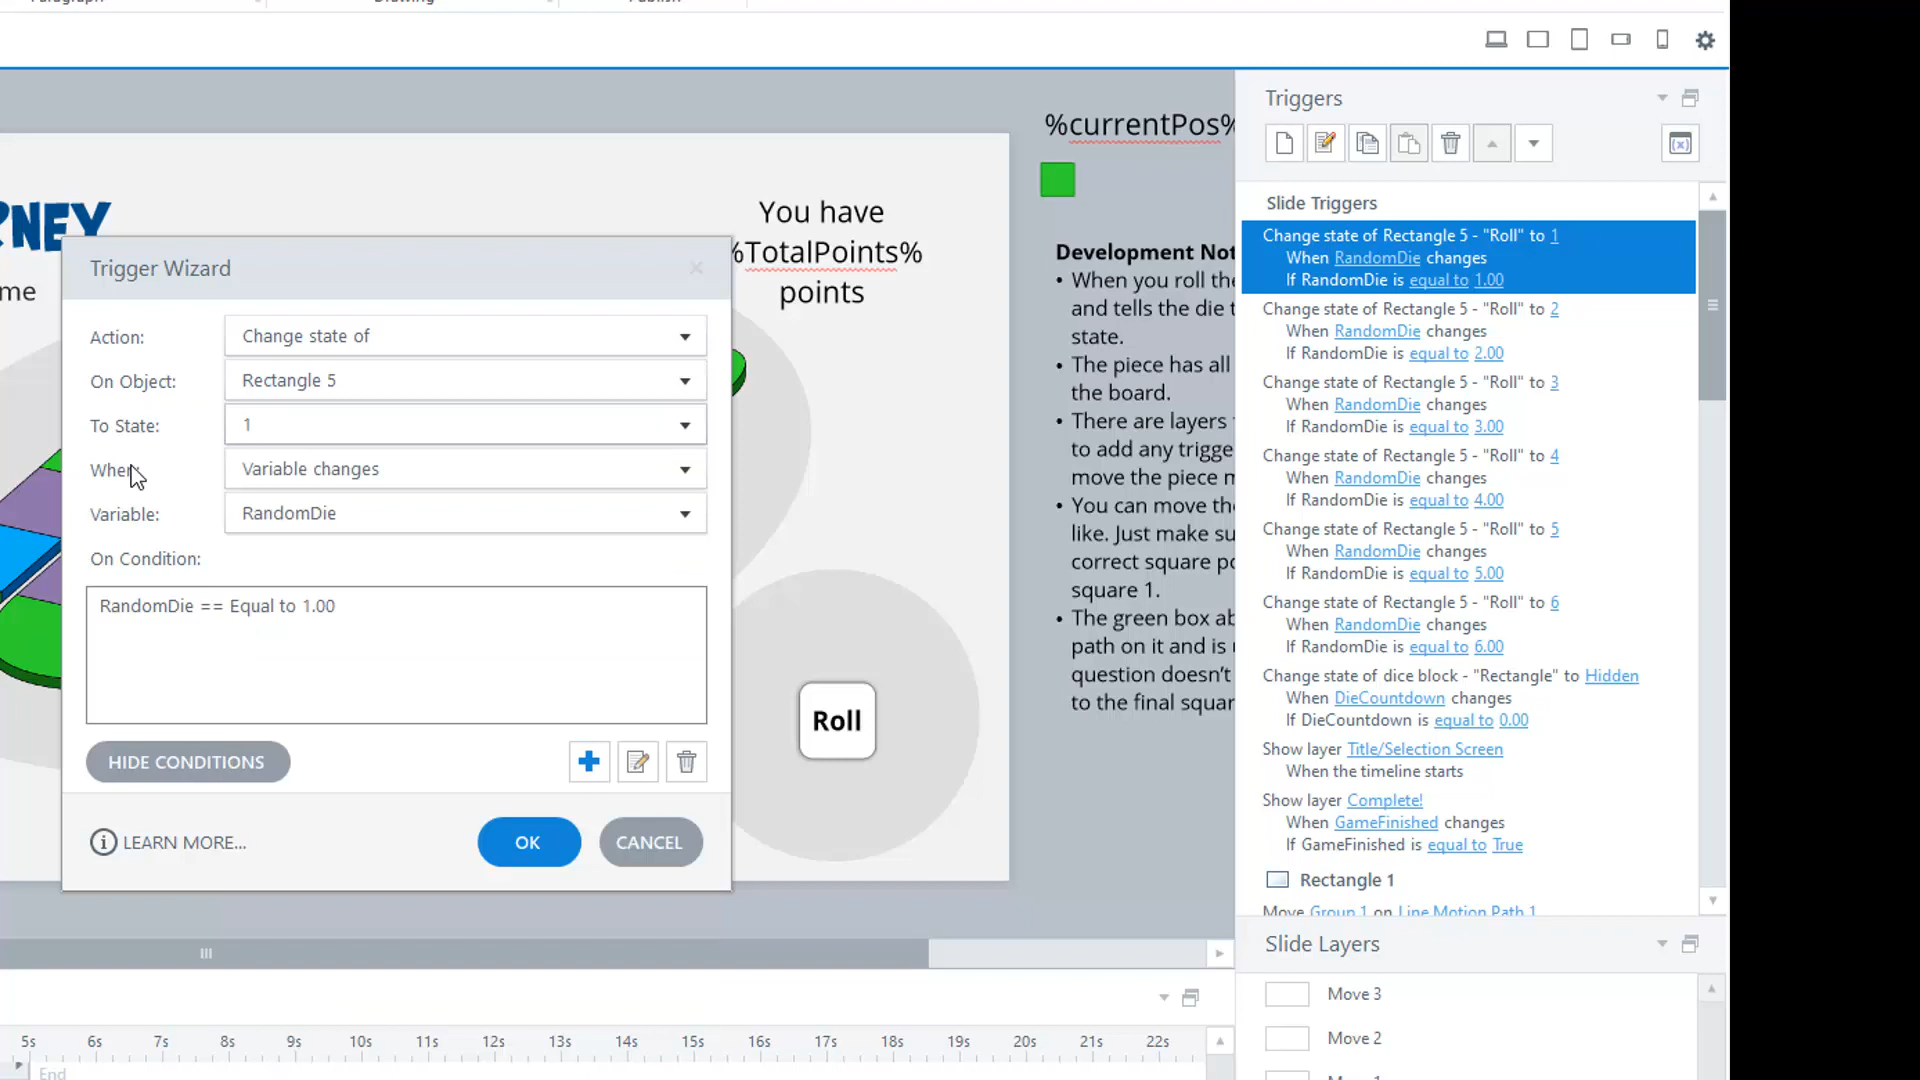 %currentPos%
RNEY
me
You have
%TotalPoints%
points
Development Not
• When you roll the
and tells the die t
state.
• The piece has all
the board.
• There are layers
to add any trigge
move the piece m
• You can move the
like. Just make su
correct square po
square 1.
• The green box ab
path on it and is
question doesn't
to the final squar
Roll
Trigger Wizard
Action:
Change state of
On Object:
Rectangle 5
To State:
1
When
Variable changes
Variable:
RandomDie
On Condition:
RandomDie == Equal to 1.00
HIDE CONDITIONS
LEARN MORE...
OK
CANCEL
5s 6s 7s 8s 9s 10s 11s 12s 13s 14s 15s 16s 17s 18s 19s 20s 21s 22s
End
Triggers
Slide Triggers
Change state of Rectangle 5 - "Roll" to 1
When RandomDie changes
If RandomDie is equal to 1.00
Change state of Rectangle 5 - "Roll" to 2
When RandomDie changes
If RandomDie is equal to 2.00
Change state of Rectangle 5 - "Roll" to 3
When RandomDie changes
If RandomDie is equal to 3.00
Change state of Rectangle 5 - "Roll" to 4
When RandomDie changes
If RandomDie is equal to 4.00
Change state of Rectangle 5 - "Roll" to 5
When RandomDie changes
If RandomDie is equal to 5.00
Change state of Rectangle 5 - "Roll" to 6
When RandomDie changes
If RandomDie is equal to 6.00
Change state of dice block - "Rectangle" to Hidden
When DieCountdown changes
If DieCountdown is equal to 0.00
Show layer Title/Selection Screen
When the timeline starts
Show layer Complete!
When GameFinished changes
If GameFinished is equal to True
Rectangle 1
Move Group 1 on Line Motion Path 1
Slide Layers
Move 3
Move 2